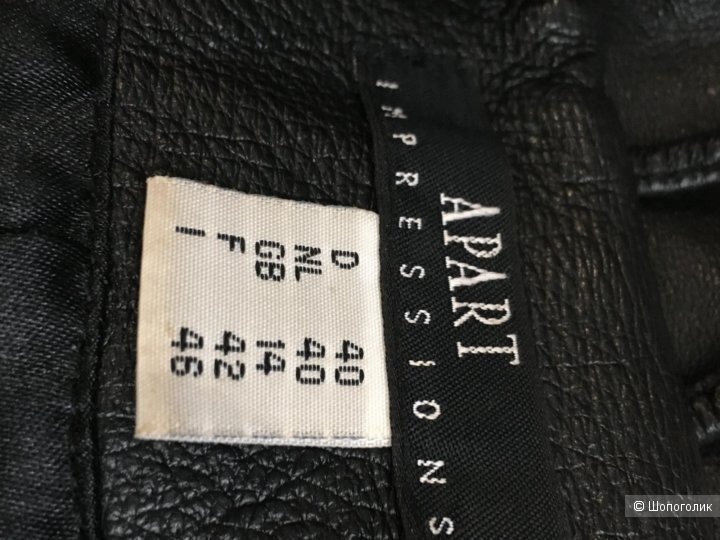 APART
IMPRESSIONS
D 40
NL 40
GB 14
F 42
I 46
© Шопоголик